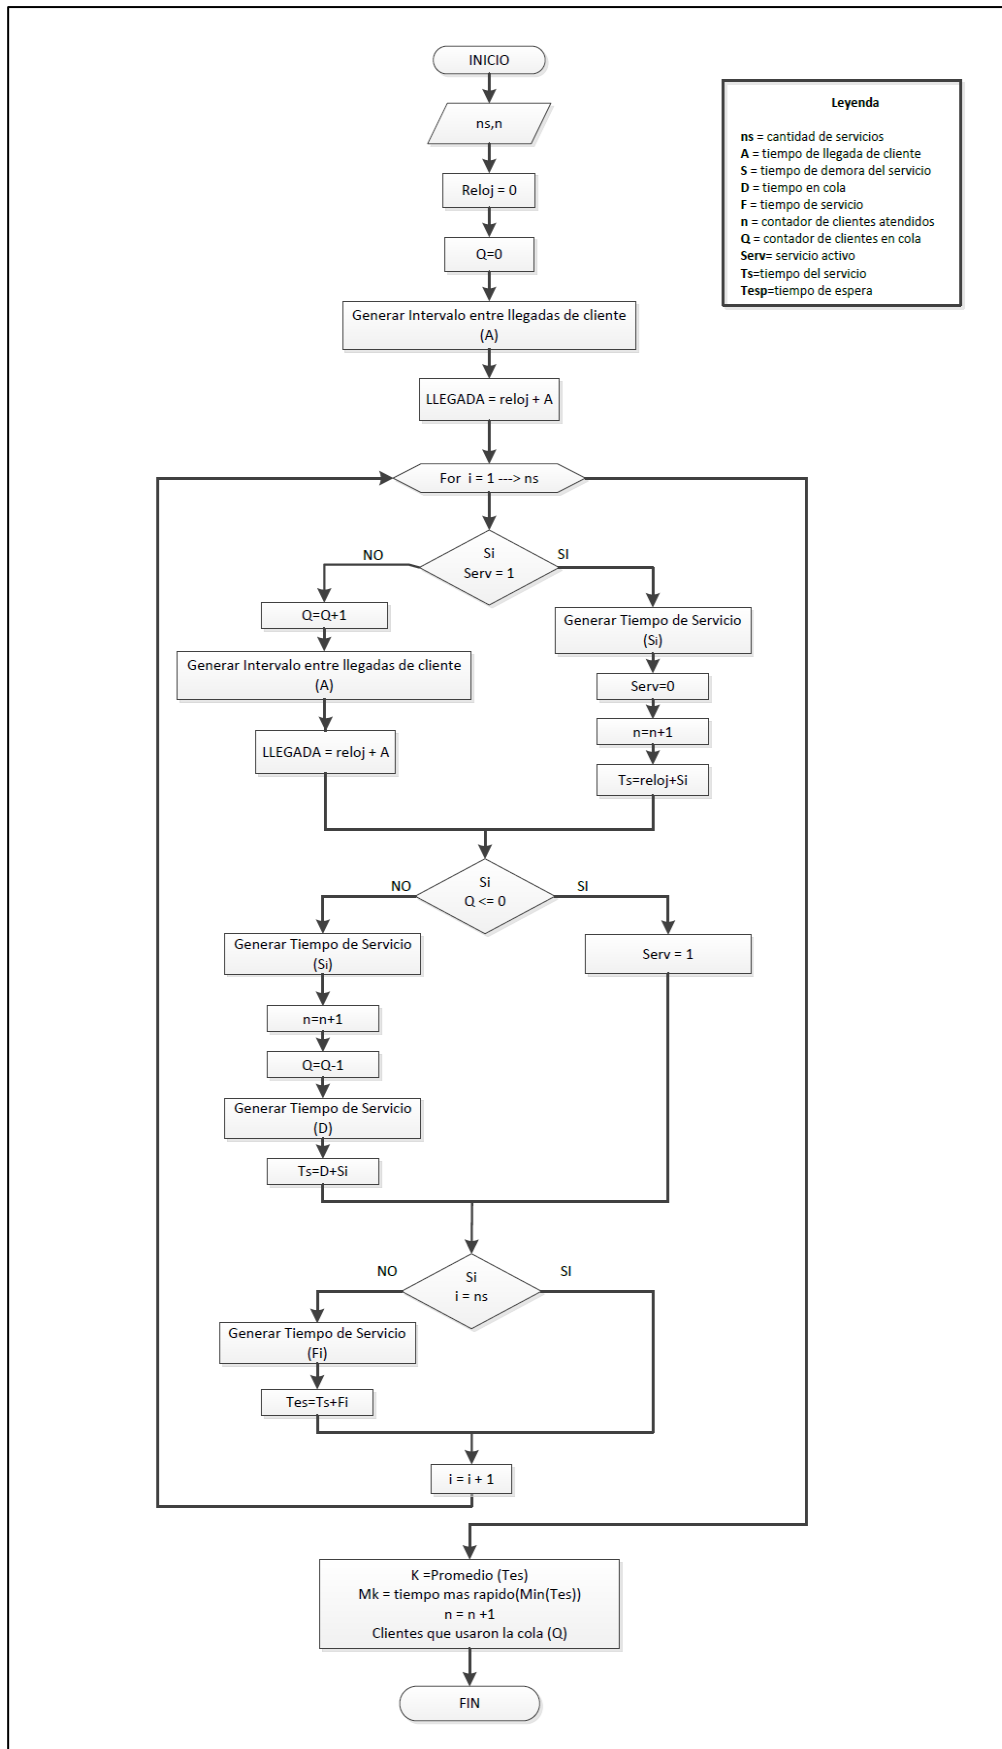 INICIO
ns,n
Reloj = 0
Q=0
Generar Intervalo entre llegadas de cliente
(A)
LLEGADA = reloj + A
Leyenda
ns = cantidad de servicios
A = tiempo de llegada de cliente
S = tiempo de demora del servicio
D = tiempo en cola
F = tiempo de servicio
n = contador de clientes atendidos
Q = contador de clientes en cola
Serv= servicio activo
Ts=tiempo del servicio
Tesp=tiempo de espera
For i = 1 ---> ns
Si
Serv = 1
NO
SI
Q=Q+1
Generar Intervalo entre llegadas de cliente
(A)
LLEGADA = reloj + A
Generar Tiempo de Servicio
(Si)
Serv=0
n=n+1
Ts=reloj+Si
Si
Q <= 0
NO
SI
Generar Tiempo de Servicio
(Si)
n=n+1
Q=Q-1
Generar Tiempo de Servicio
(D)
Ts=D+Si
Serv = 1
Si
i = ns
NO
SI
Generar Tiempo de Servicio
(Fi)
Tes=Ts+Fi
i = i + 1
K =Promedio (Tes)
Mk = tiempo mas rapido(Min(Tes))
n = n +1
Clientes que usaron la cola (Q)
FIN